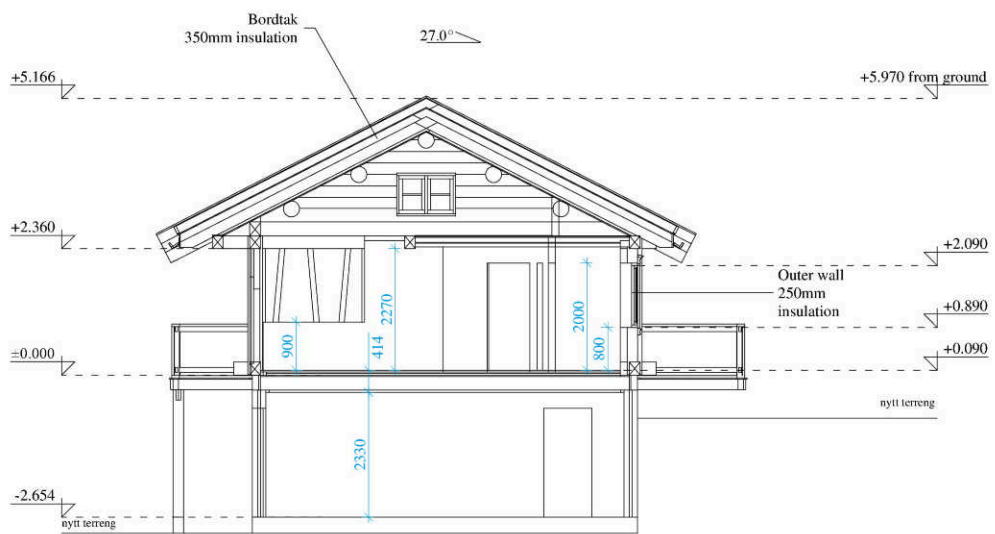 Bordtak
350mm insulation
27.0°
+5.166
+5.970 from ground
+2.360
+2.090
Outer wall
250mm
insulation
2270
2000
+0.890
900
414
800
±0.000
+0.090
nytt terreng
2330
-2.654
nytt terreng